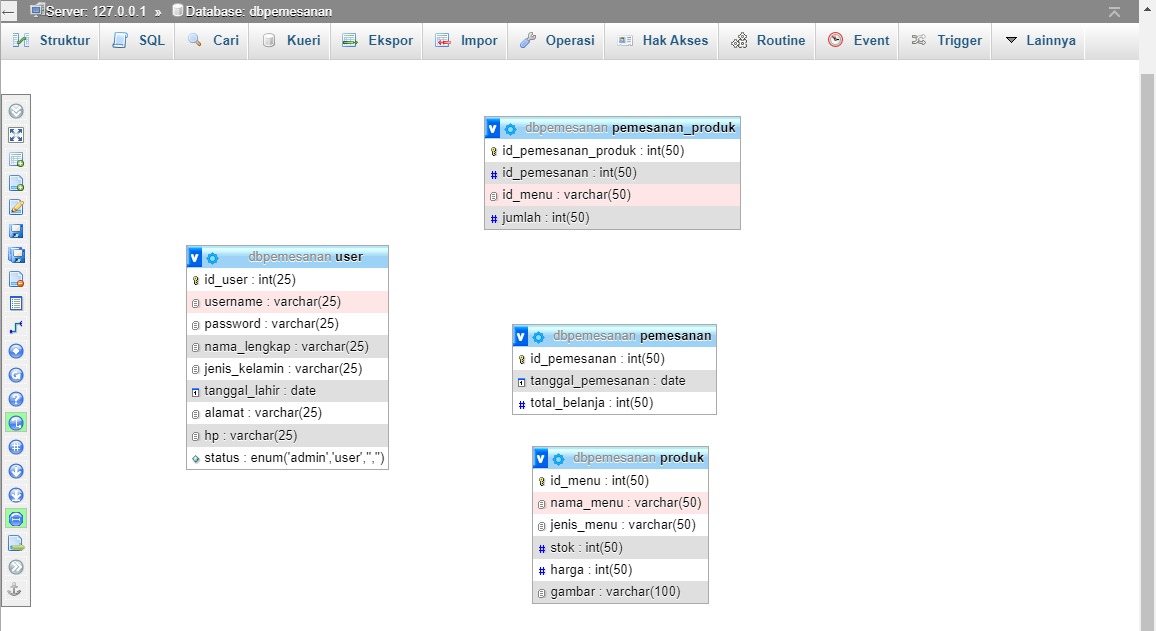 Server: 127.0.0.1 » Database: dbpemesanan
Struktur SQL Cari Kueri Ekspor Impor Operasi Hak Akses Routine Event Trigger Lainnya
v dbpemesanan pemesanan_produk
id_pemesanan_produk : int(50)
# id_pemesanan : int(50)
id_menu : varchar(50)
# jumlah : int(50)
v dbpemesanan user
id_user : int(25)
username : varchar(25)
password : varchar(25)
nama_lengkap : varchar(25)
jenis_kelamin : varchar(25)
tanggal_lahir : date
alamat : varchar(25)
hp : varchar(25)
status : enum('admin','user','','')
v dbpemesanan pemesanan
id_pemesanan : int(50)
tanggal_pemesanan : date
# total_belanja : int(50)
v dbpemesanan produk
id_menu : int(50)
nama_menu : varchar(50)
jenis_menu : varchar(50)
# stok : int(50)
# harga : int(50)
gambar : varchar(100)